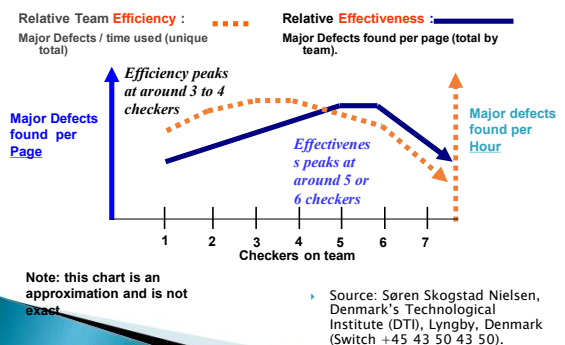 Relative Team Efficiency :
Major Defects / time used (unique
total)
Relative Effectiveness :
Major Defects found per page (total by
team).
Efficiency peaks
at around 3 to 4
checkers
Major Defects
found per
Page
Effectivenes
s peaks at
around 5 or
6 checkers
Major defects
found per
Hour
1 2 3 4 5 6 7
Checkers on team
Note: this chart is an
approximation and is not
exact
Source: Søren Skogstad Nielsen,
Denmark's Technological
Institute (DTI), Lyngby, Denmark
(Switch +45 43 50 43 50).